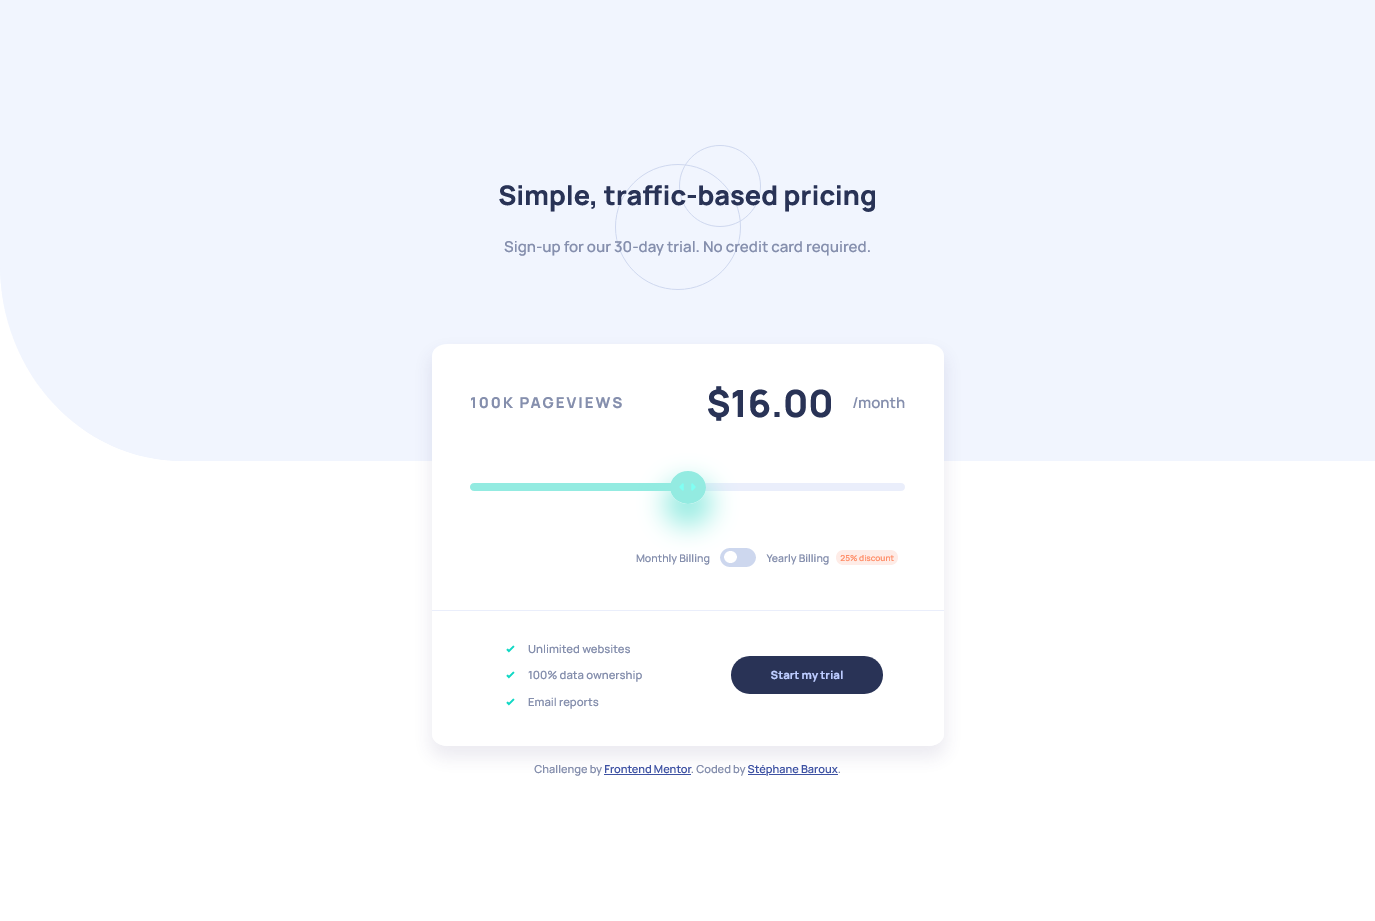 Simple, traffic-based pricing
Sign-up for our 30-day trial. No credit card required.
100K PAGEVIEWS
$16.00 /month
Monthly Billing
Yearly Billing
25% discount
Unlimited websites
100% data ownership
Email reports
Start my trial
Challenge by Frontend Mentor. Coded by Stéphane Baroux.